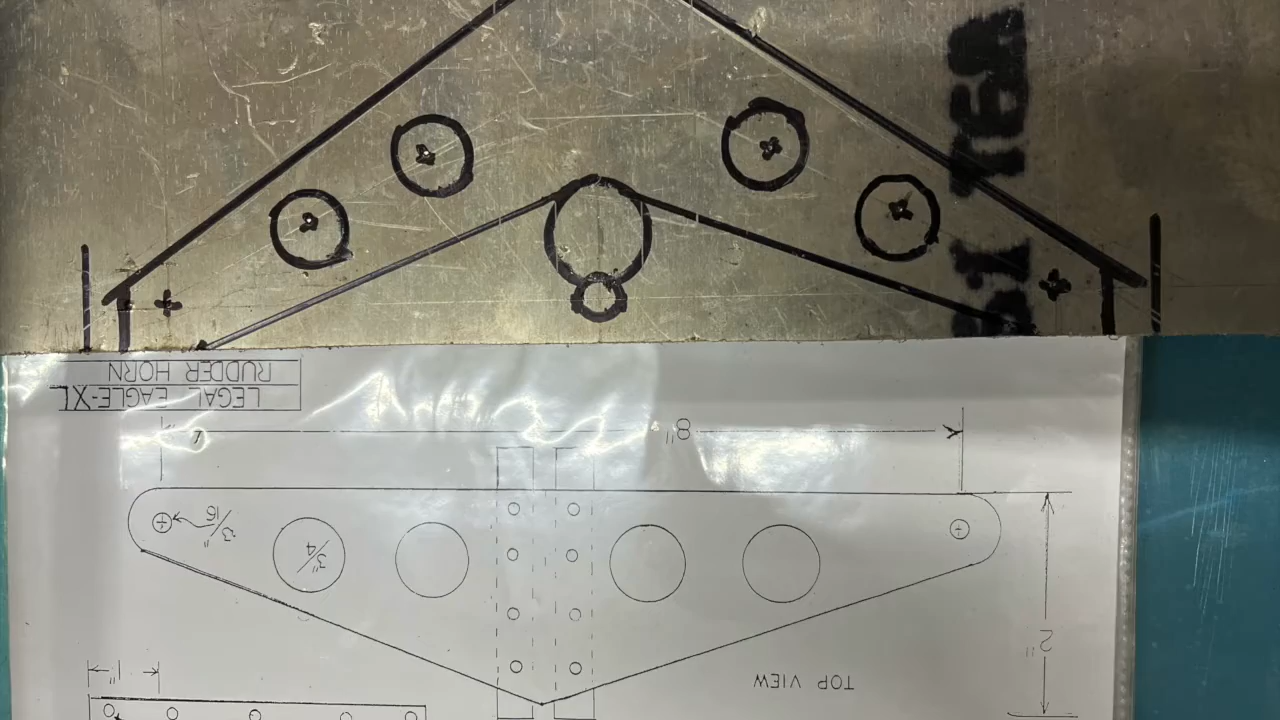 1"
TOP VIEW
2"
3/4"
3/16"
8"
LEGAL EAGLE-XL
RUDDER HORN